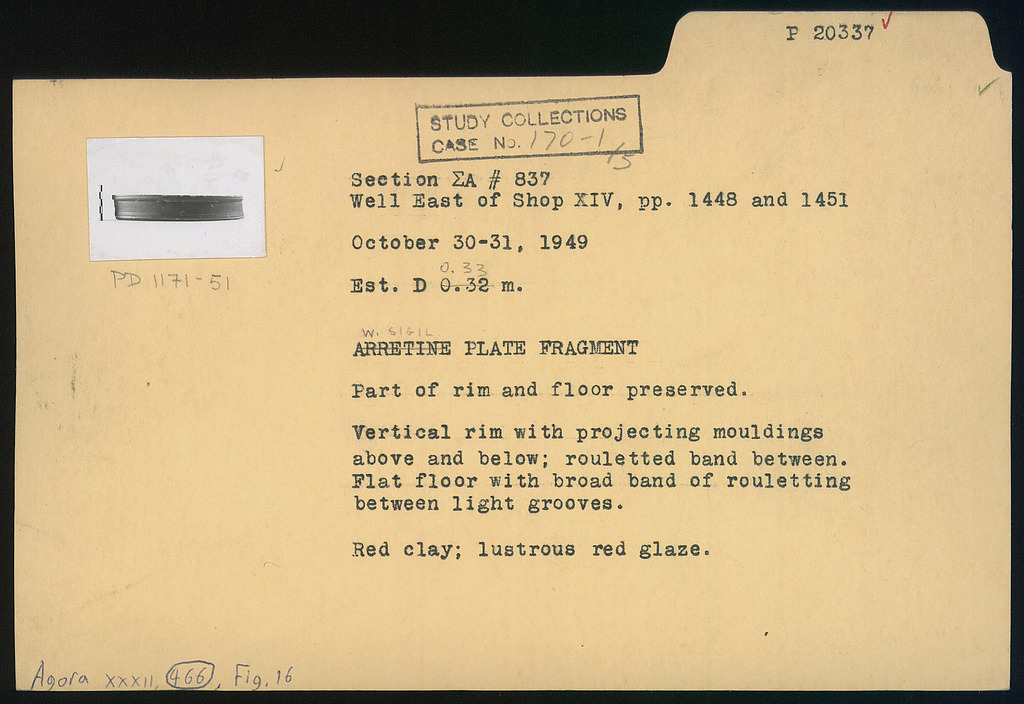 P 20337 ✓
STUDY COLLECTIONS
CASE No. 170-1/5
Section ΣA # 837
Well East of Shop XIV, pp. 1448 and 1451
October 30-31, 1949
0.33
Est. D 0.32 m.
W. SIGIL
ARRETINE PLATE FRAGMENT
Part of rim and floor preserved.
Vertical rim with projecting mouldings
above and below; rouletted band between.
Flat floor with broad band of rouletting
between light grooves.
Red clay; lustrous red glaze.
PD 1171-51
Agora XXXII, 466, Fig. 16